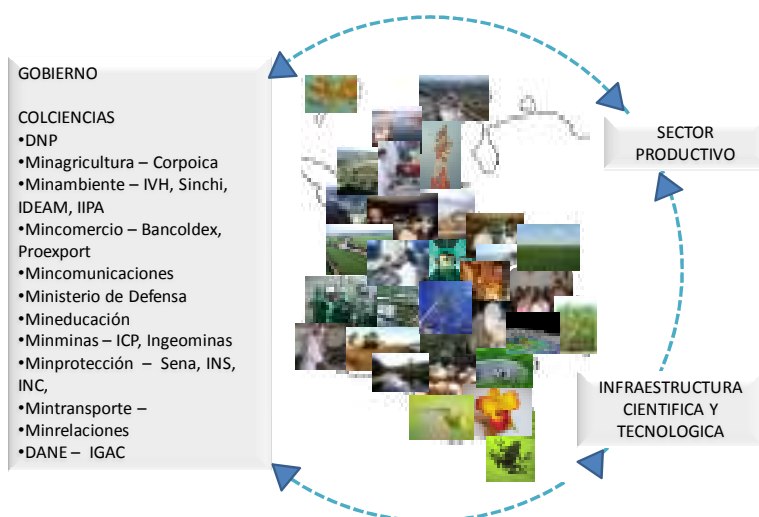 GOBIERNO
COLCIENCIAS
•DNP
•Minagricultura – Corpoica
•Minambiente – IVH, Sinchi,
IDEAM, IIPA
•Mincomercio – Bancoldex,
Proexport
•Mincomunicaciones
•Ministerio de Defensa
•Mineducación
•Minminas – ICP, Ingeominas
•Minprotección – Sena, INS,
INC,
•Mintransporte –
•Minrelaciones
•DANE – IGAC
SECTOR
PRODUCTIVO
INFRAESTRUCTURA
CIENTIFICA Y
TECNOLOGICA